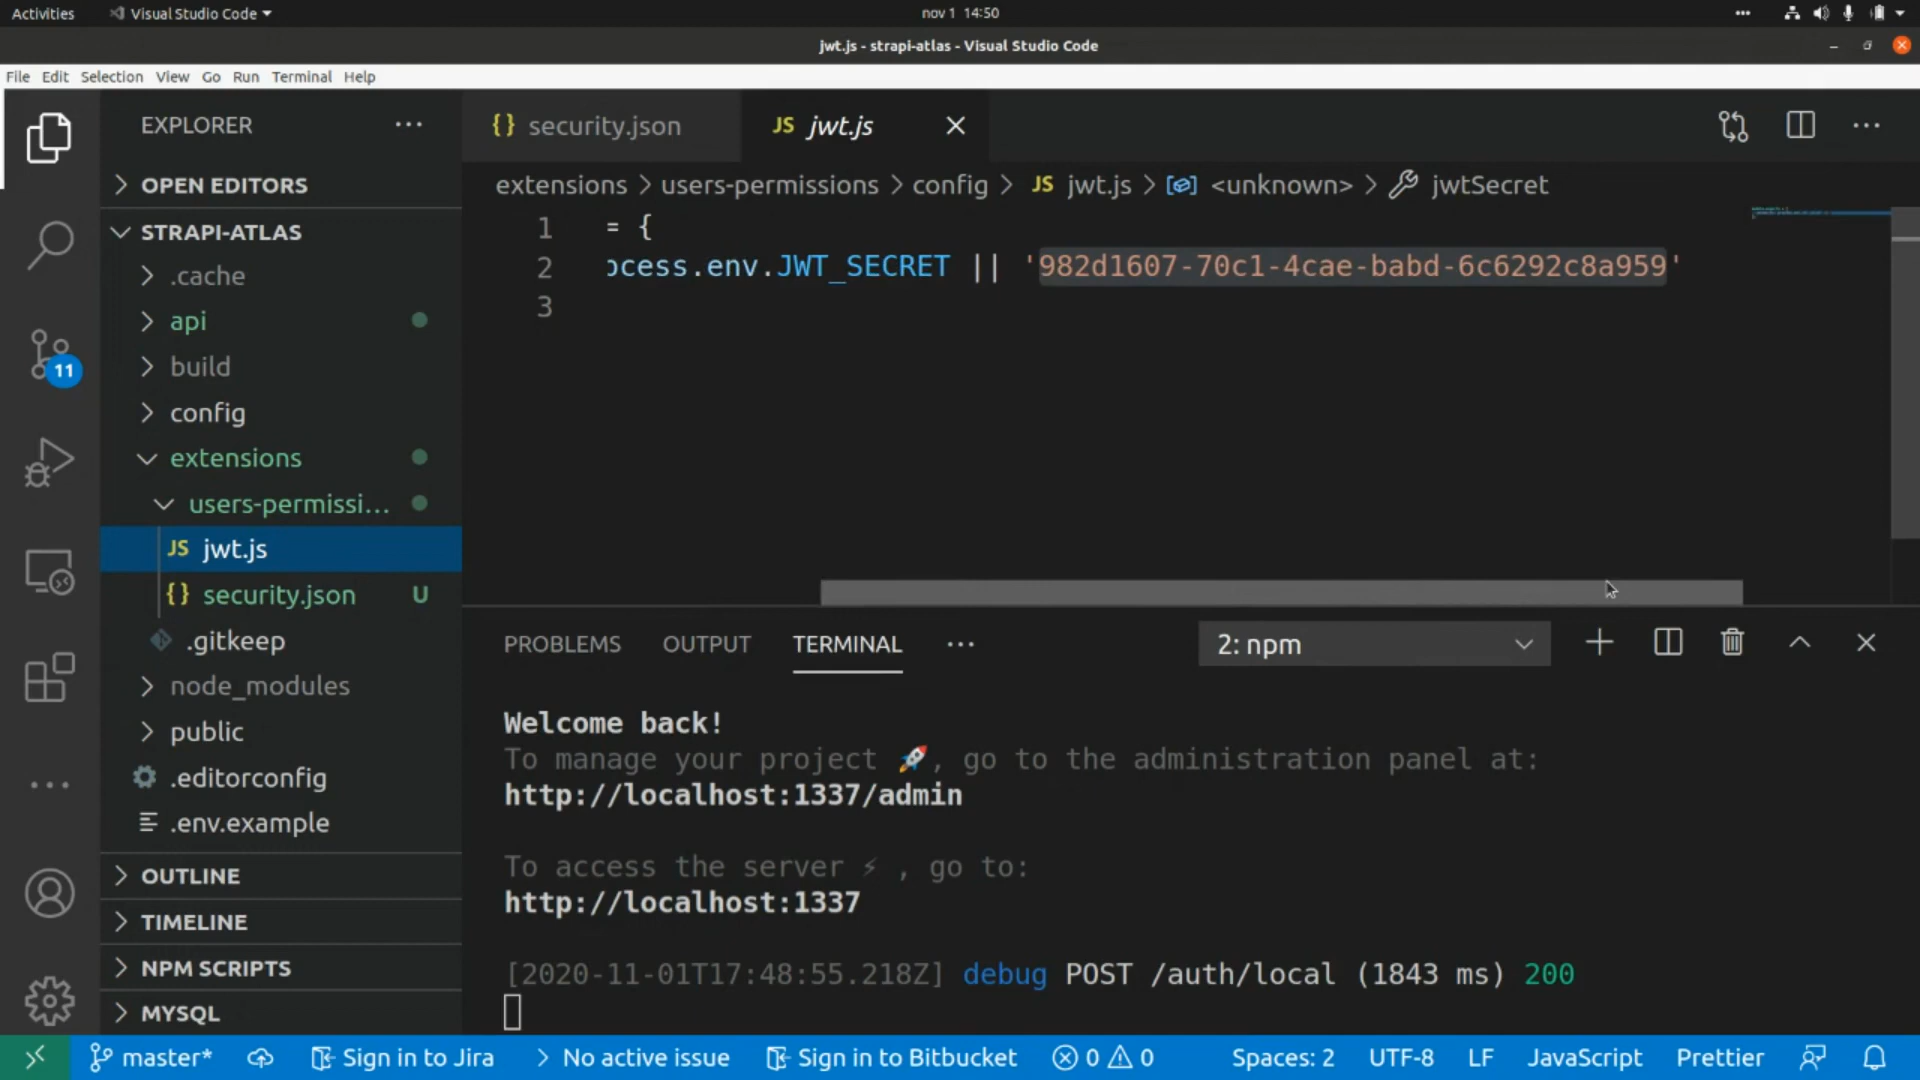 Activities Visual Studio Code nov 1 14:50
jwt.js - strapi-atlas - Visual Studio Code
File Edit Selection View Go Run Terminal Help
EXPLORER
OPEN EDITORS
STRAPI-ATLAS
.cache
api
build
config
extensions
users-permissi...
JS jwt.js
{} security.json U
.gitkeep
node_modules
public
.editorconfig
.env.example
OUTLINE
TIMELINE
NPM SCRIPTS
MYSQL
11
{} security.json JS jwt.js
extensions > users-permissions > config > JS jwt.js > <unknown> > jwtSecret
1 = {
2 ocess.env.JWT_SECRET || '982d1607-70c1-4cae-babd-6c6292c8a959'
3
PROBLEMS OUTPUT TERMINAL ... 2: npm
Welcome back!
To manage your project 🚀, go to the administration panel at:
http://localhost:1337/admin
To access the server ⚡ , go to:
http://localhost:1337
[2020-11-01T17:48:55.218Z] debug POST /auth/local (1843 ms) 200
master* Sign in to Jira > No active issue Sign in to Bitbucket 0 0 Spaces: 2 UTF-8 LF JavaScript Prettier